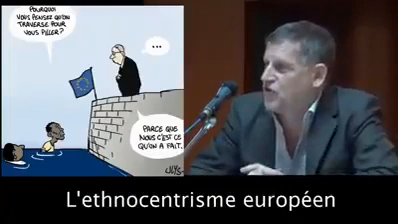 POURQUOI
VOUS PENSEZ QU'ON
TRAVERSE POUR
VOUS PILLER?
...
PARCE QUE
NOUS C'EST CE
QU'ON A FAIT.
L'ethnocentrisme européen